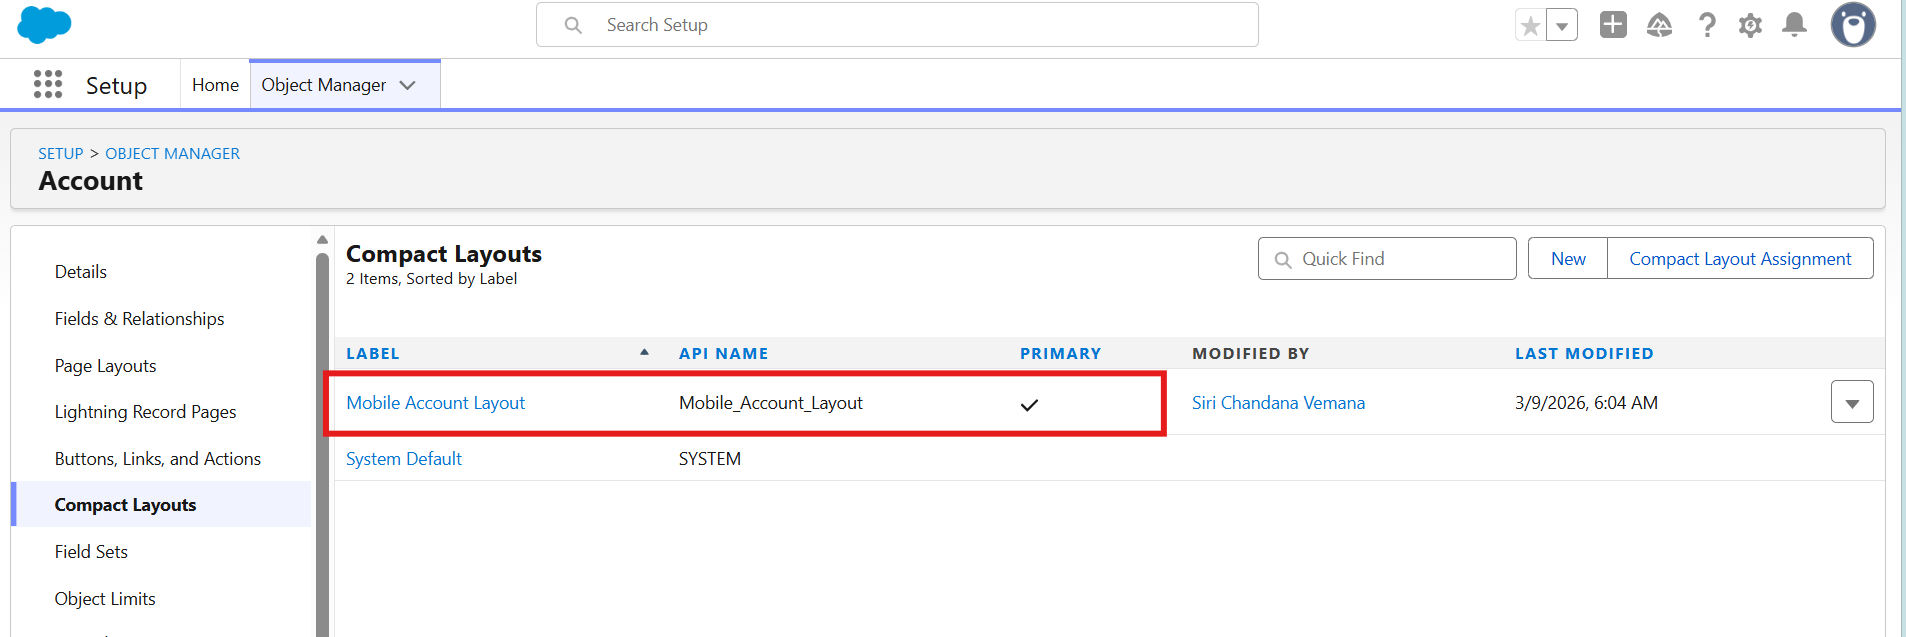 Search Setup
Setup
Home
Object Manager
SETUP > OBJECT MANAGER
Account
Details
Fields & Relationships
Page Layouts
Lightning Record Pages
Buttons, Links, and Actions
Compact Layouts
Field Sets
Object Limits
Compact Layouts
2 Items, Sorted by Label
Quick Find
New
Compact Layout Assignment
LABEL API NAME PRIMARY MODIFIED BY LAST MODIFIED
Mobile Account Layout Mobile_Account_Layout ✓ Siri Chandana Vemana 3/9/2026, 6:04 AM
System Default SYSTEM